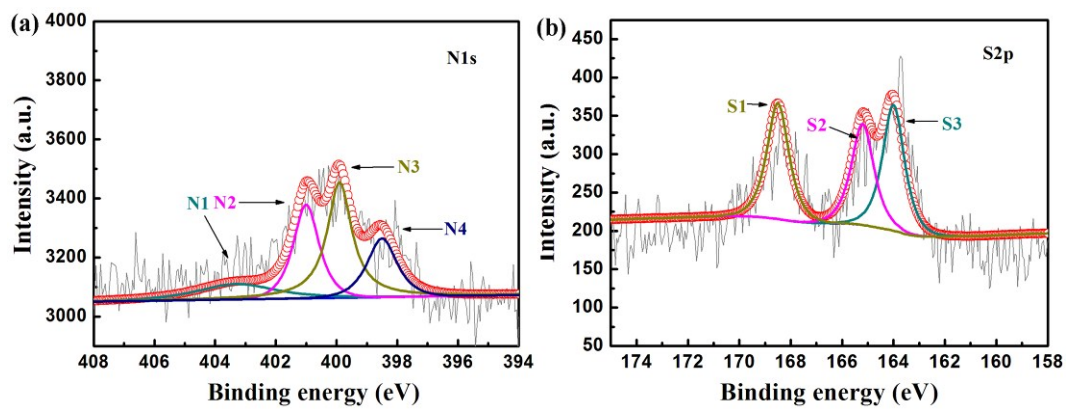 (a)
N1s
N1 N2
N3
N4
4000
3800
3600
3400
3200
3000
408 406 404 402 400 398 396 394
Intensity (a.u.)
Binding energy (eV)
(b)
S2p
S1
S2
S3
450
400
350
300
250
200
150
100
50
174 172 170 168 166 164 162 160 158
Intensity (a.u.)
Binding energy (eV)